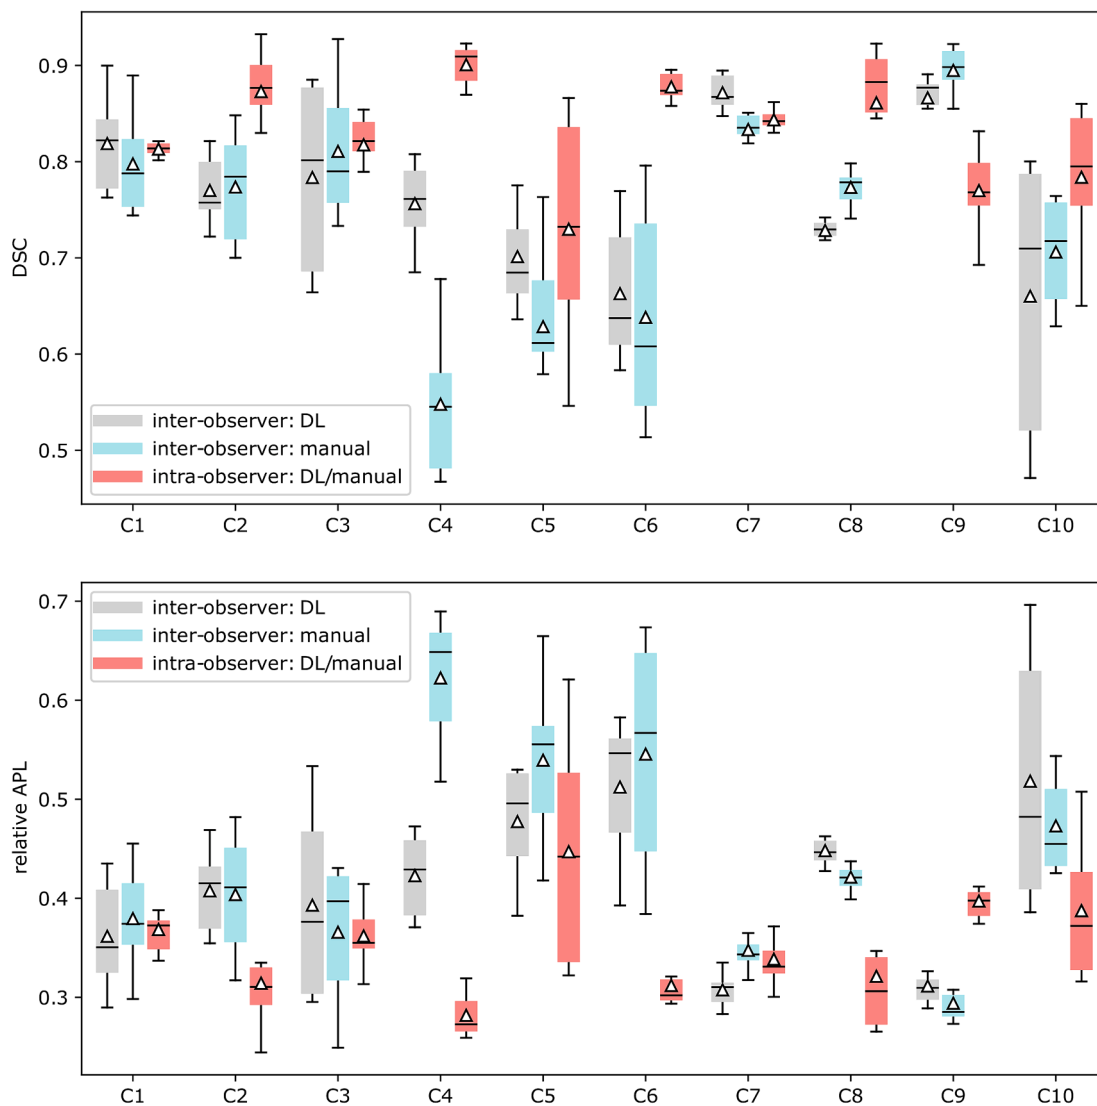 DSC
0.9
0.8
0.7
0.6
0.5
inter-observer: DL
inter-observer: manual
intra-observer: DL/manual
C1 C2 C3 C4 C5 C6 C7 C8 C9 C10
relative APL
0.7
0.6
0.5
0.4
0.3
inter-observer: DL
inter-observer: manual
intra-observer: DL/manual
C1 C2 C3 C4 C5 C6 C7 C8 C9 C10